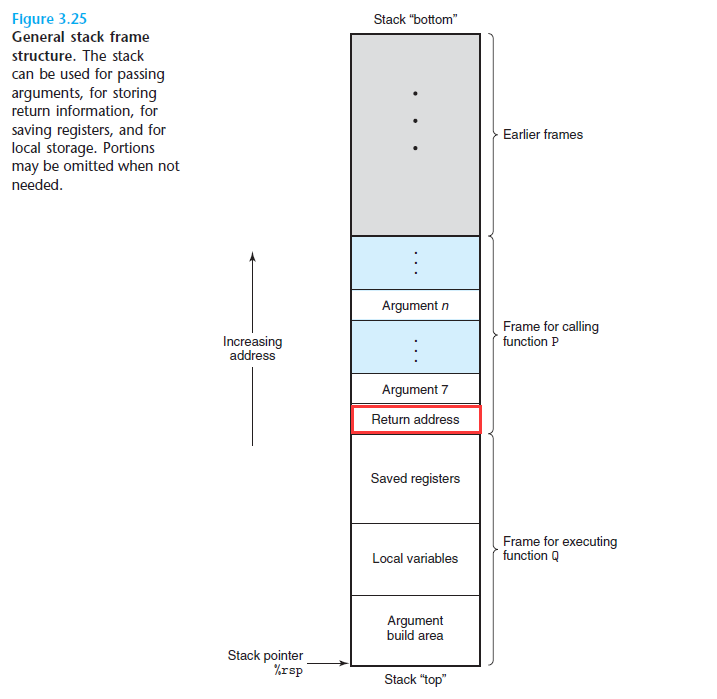 Figure 3.25
General stack frame
structure. The stack
can be used for passing
arguments, for storing
return information, for
saving registers, and for
local storage. Portions
may be omitted when not
needed.
Stack “bottom”
Earlier frames
Argument n
Frame for calling
function P
Increasing
address
Argument 7
Return address
Saved registers
Frame for executing
function Q
Local variables
Argument
build area
Stack pointer
%rsp
Stack “top”